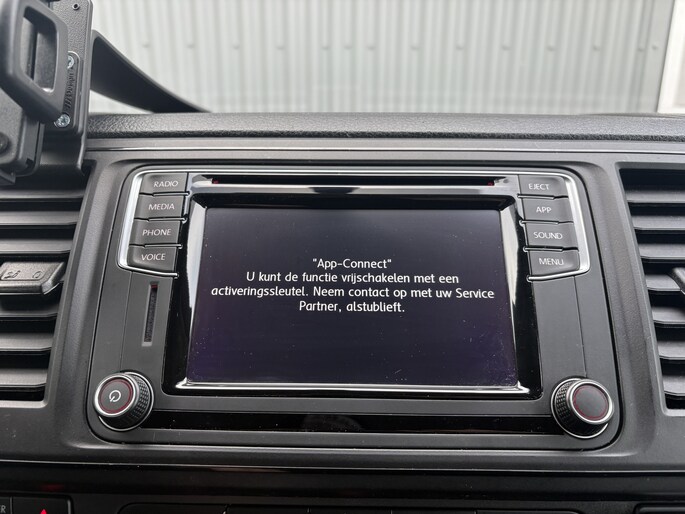 RADIO
MEDIA
PHONE
VOICE
EJECT
APP
SOUND
MENU
"App-Connect"
U kunt de functie vrijschakelen met een
activeringssleutel. Neem contact op met uw Service
Partner, alstublieft.